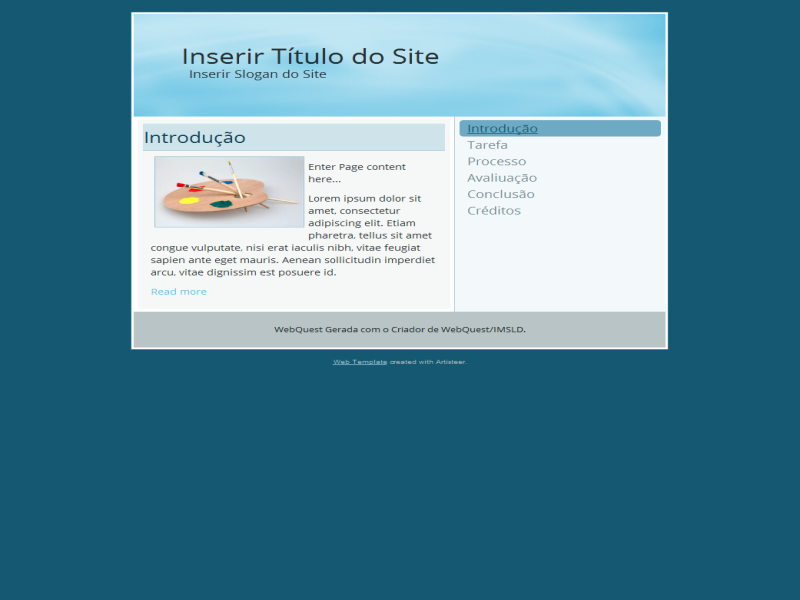 Inserir Título do Site
Inserir Slogan do Site
Introdução
Enter Page content
here...
Lorem ipsum dolor sit
amet, consectetur
adipiscing elit. Etiam
pharetra, tellus sit amet
congue vulputate, nisi erat iaculis nibh, vitae feugiat
sapien ante eget mauris. Aenean sollicitudin imperdiet
arcu, vitae dignissim est posuere id.
Read more
Introdução
Tarefa
Processo
Avaliuação
Conclusão
Créditos
WebQuest Gerada com o Criador de WebQuest/IMSLD.
Web Template created with Artisteer.